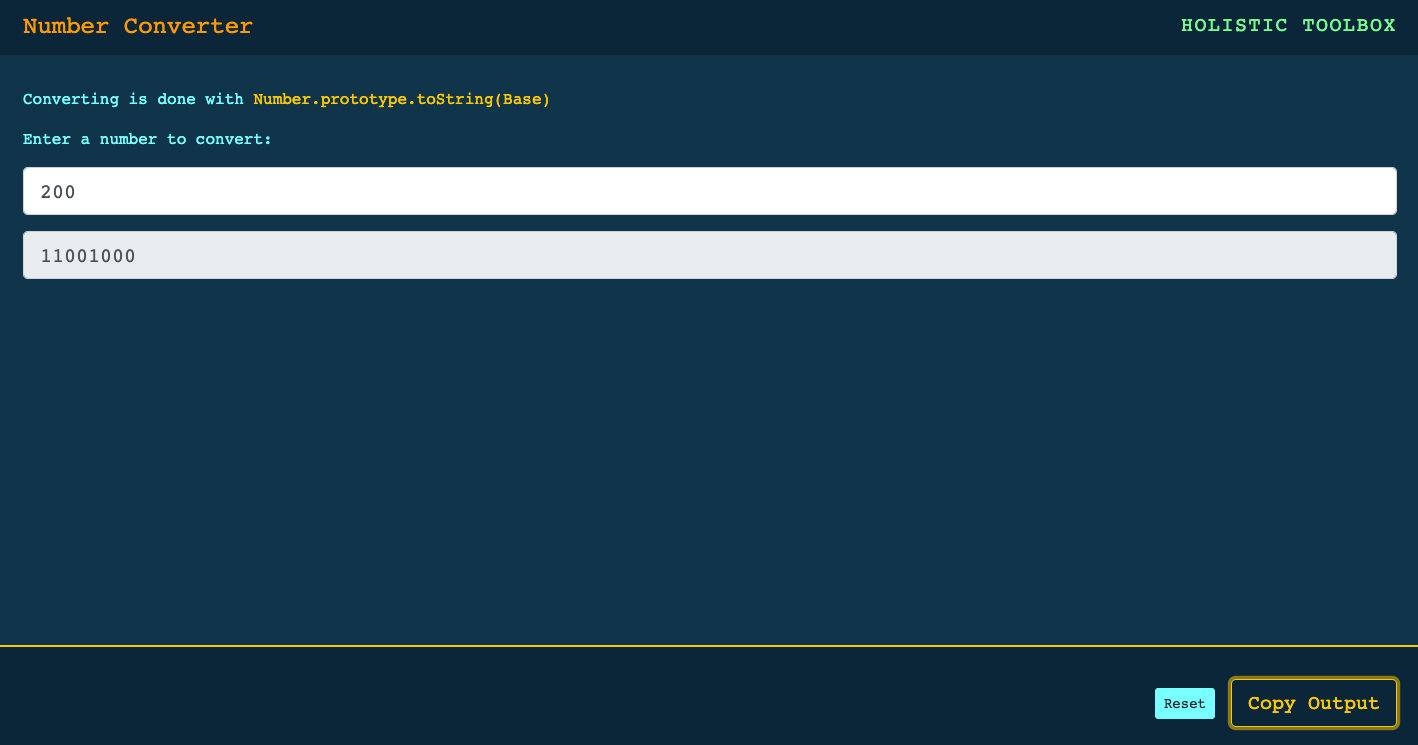 Number Converter
HOLISTIC TOOLBOX
Converting is done with Number.prototype.toString(Base)
Enter a number to convert:
200
11001000
Reset
Copy Output